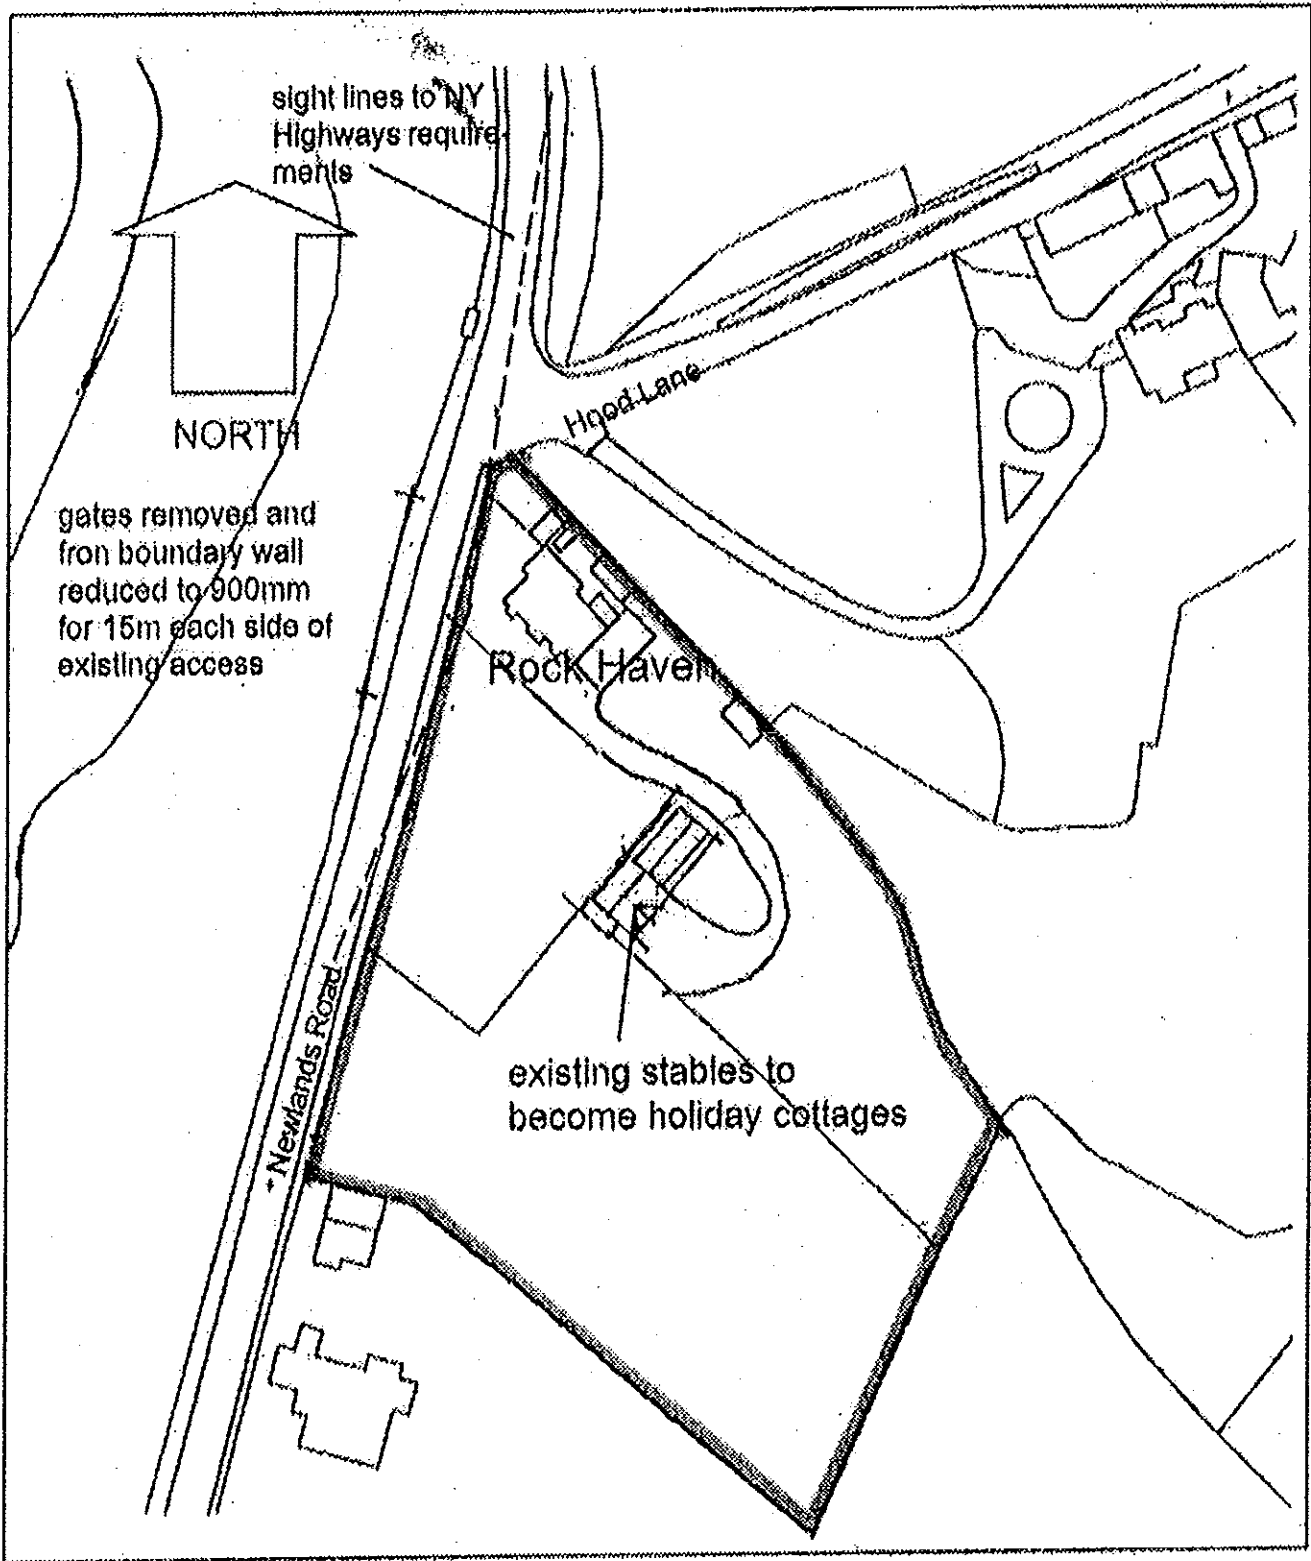 sight lines to NY
Highways require-
ments
Hood Lane
NORTH
gates removed and
fron boundary wall
reduced to 900mm
for 15m each side of
existing access
Rock Haven
Newlands Road
existing stables to
become holiday cottages